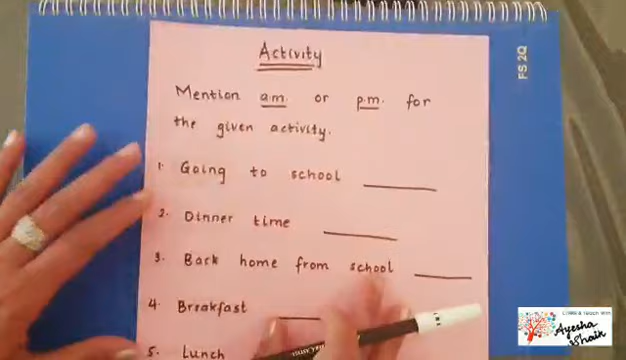 Activity
Mention a.m. or p.m. for
the given activity.
1. Going to school
2. Dinner time
3. Back home from school
4. Breakfast
5. Lunch
FS 2Q
Ayesha
Shaik